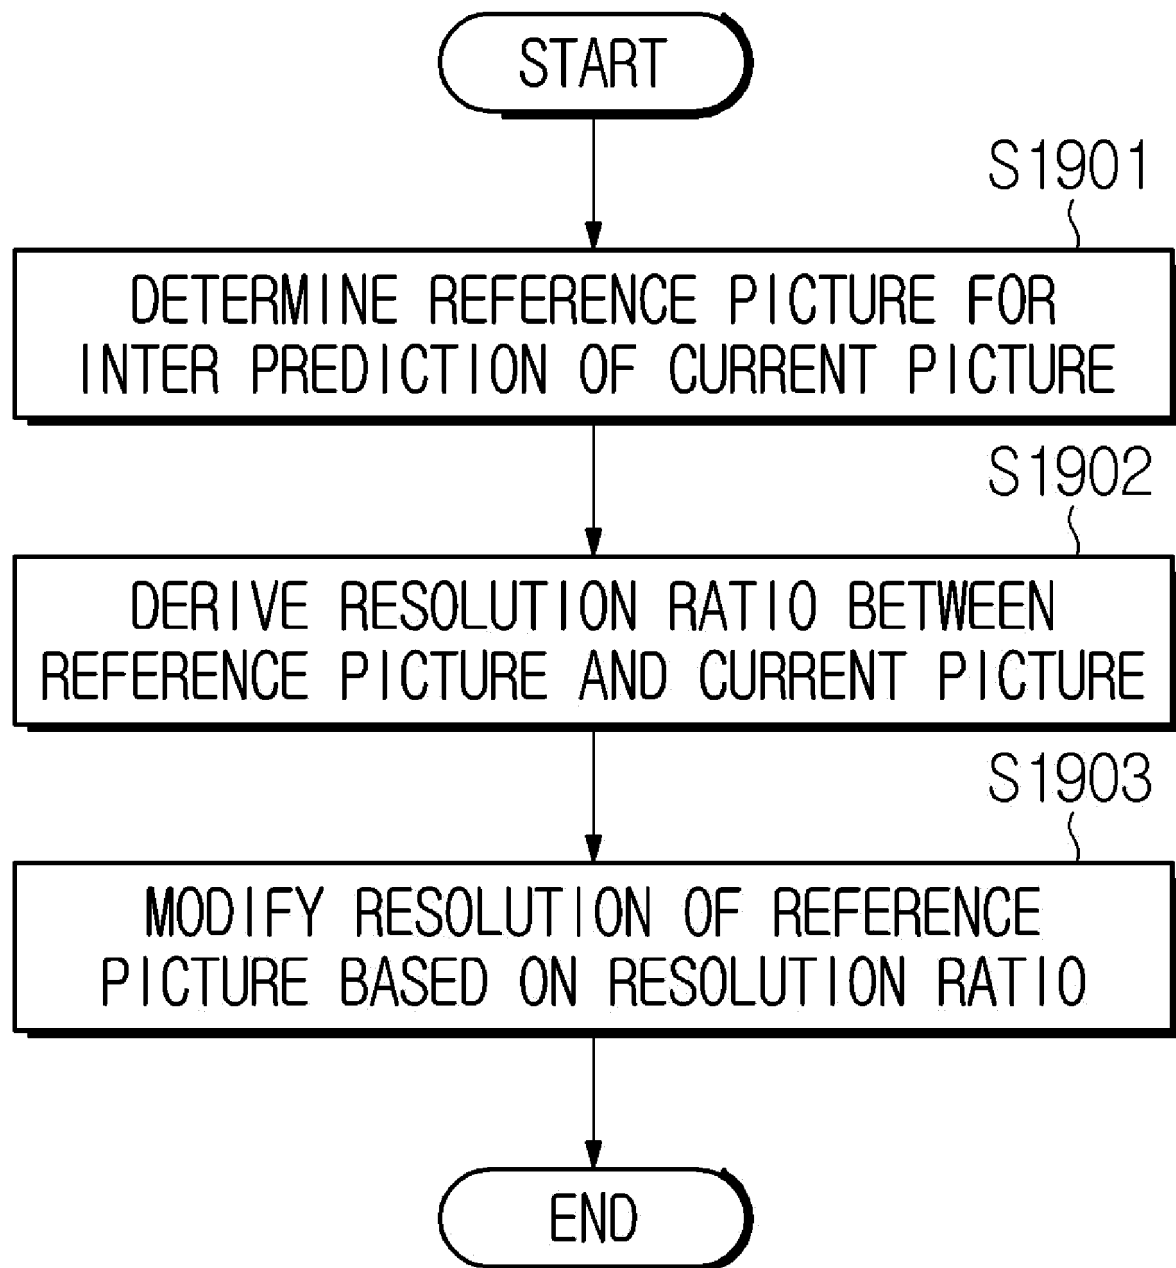 START
S1901
DETERMINE REFERENCE PICTURE FOR
INTER PREDICTION OF CURRENT PICTURE
S1902
DERIVE RESOLUTION RATIO BETWEEN
REFERENCE PICTURE AND CURRENT PICTURE
S1903
MODIFY RESOLUTION OF REFERENCE
PICTURE BASED ON RESOLUTION RATIO
END